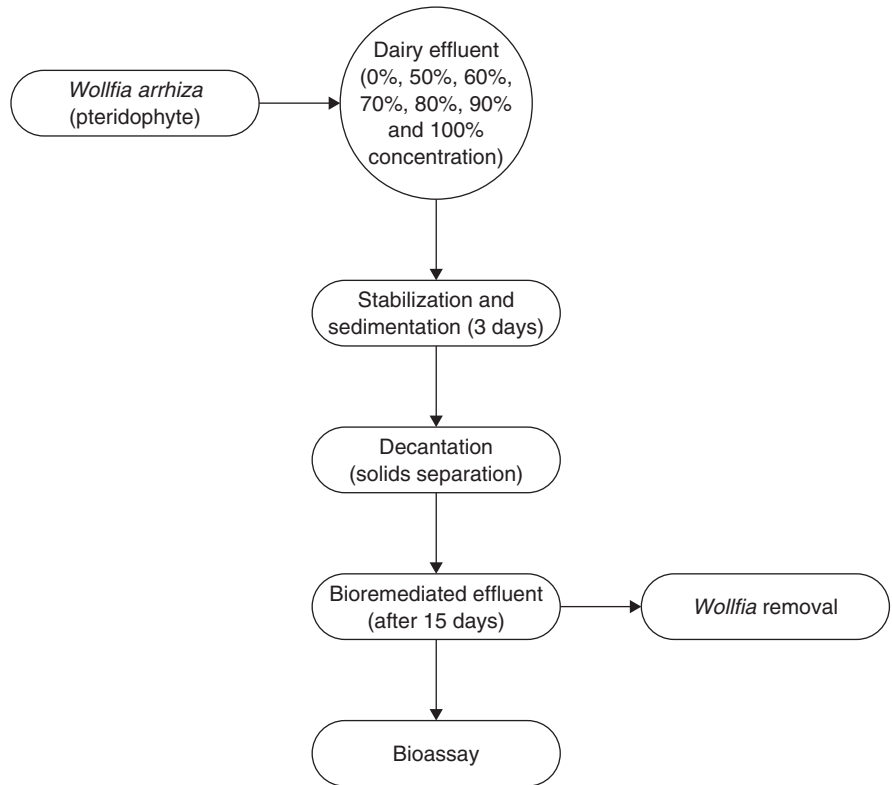 Wollfia arrhiza
(pteridophyte)
Dairy effluent
(0%, 50%, 60%,
70%, 80%, 90%
and 100%
concentration)
Stabilization and
sedimentation (3 days)
Decantation
(solids separation)
Bioremediated effluent
(after 15 days)
Wollfia removal
Bioassay